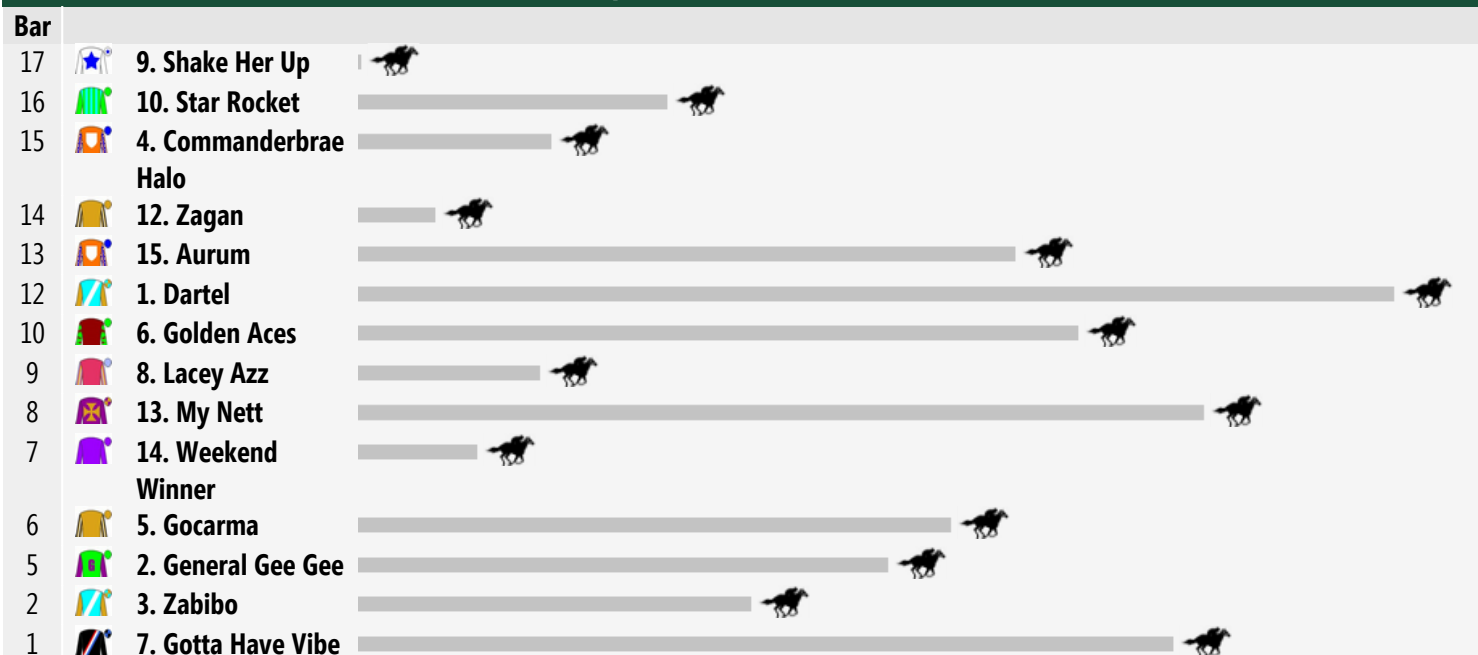 Bar
17 9. Shake Her Up
16 10. Star Rocket
15 4. Commanderbrae
Halo
14 12. Zagan
13 15. Aurum
12 1. Dartel
10 6. Golden Aces
9 8. Lacey Azz
8 13. My Nett
7 14. Weekend
Winner
6 5. Gocarma
5 G 2. General Gee Gee
2 3. Zabibo
1 7. Gotta Have Vibe